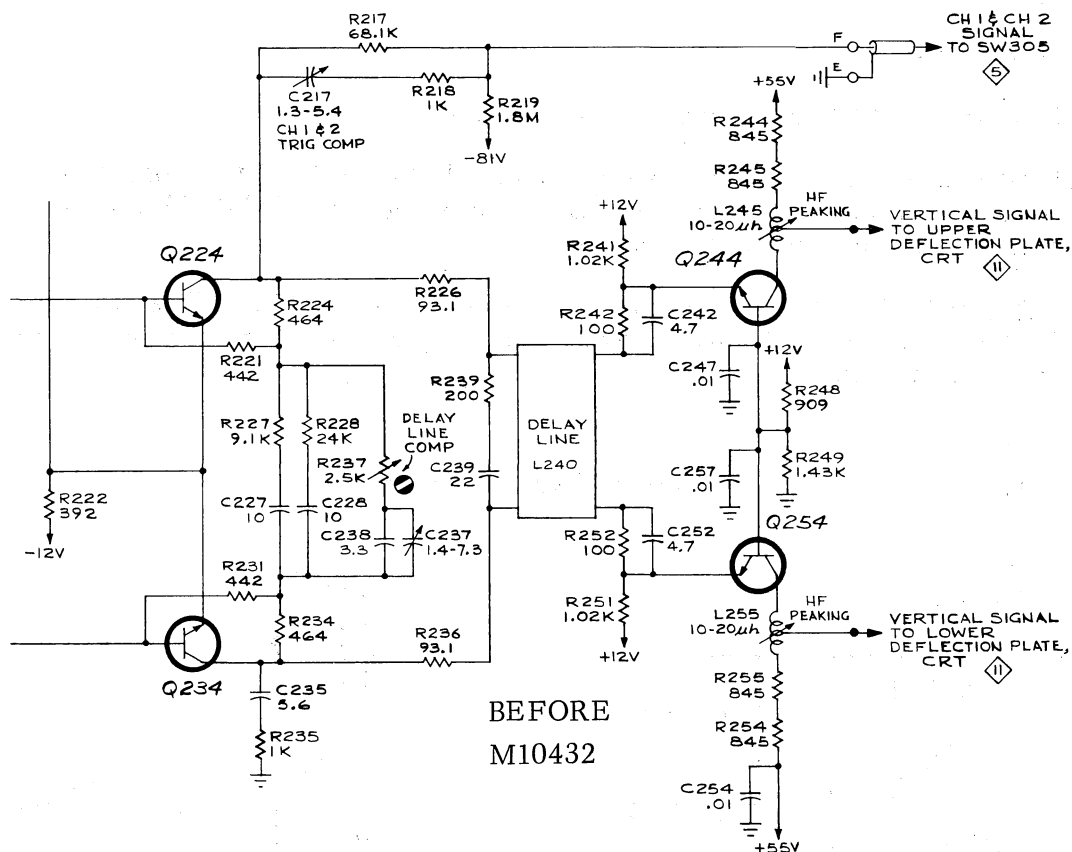 R217
68.1K
C217
1.3-5.4
CH 1 & 2
TRIG COMP
R218
1K
R219
1.8M
-81V
F
E
CH 1 & CH 2
SIGNAL
TO SW305
5
+55V
R244
845
R245
845
L245
10-20µh
HF
PEAKING
VERTICAL SIGNAL
TO UPPER
DEFLECTION PLATE,
CRT
11
Q224
R224
464
R226
93.1
R221
442
+12V
R241
1.02K
Q244
R242
100
C242
4.7
R227
9.1K
R228
24K
R239
200
DELAY
LINE
COMP
R237
2.5K
C239
22
DELAY
LINE
L240
C247
.01
+12V
R248
909
R222
392
-12V
C227
10
C228
10
C238
3.3
C237
1.4-7.3
C257
.01
R249
1.43K
R252
100
C252
4.7
Q254
R231
442
R234
464
R251
1.02K
+12V
L255
10-20µh
HF
PEAKING
VERTICAL SIGNAL
TO LOWER
DEFLECTION PLATE,
CRT
11
Q234
R236
93.1
C235
5.6
R235
1K
BEFORE
M10432
R255
845
R254
845
C254
.01
+55V